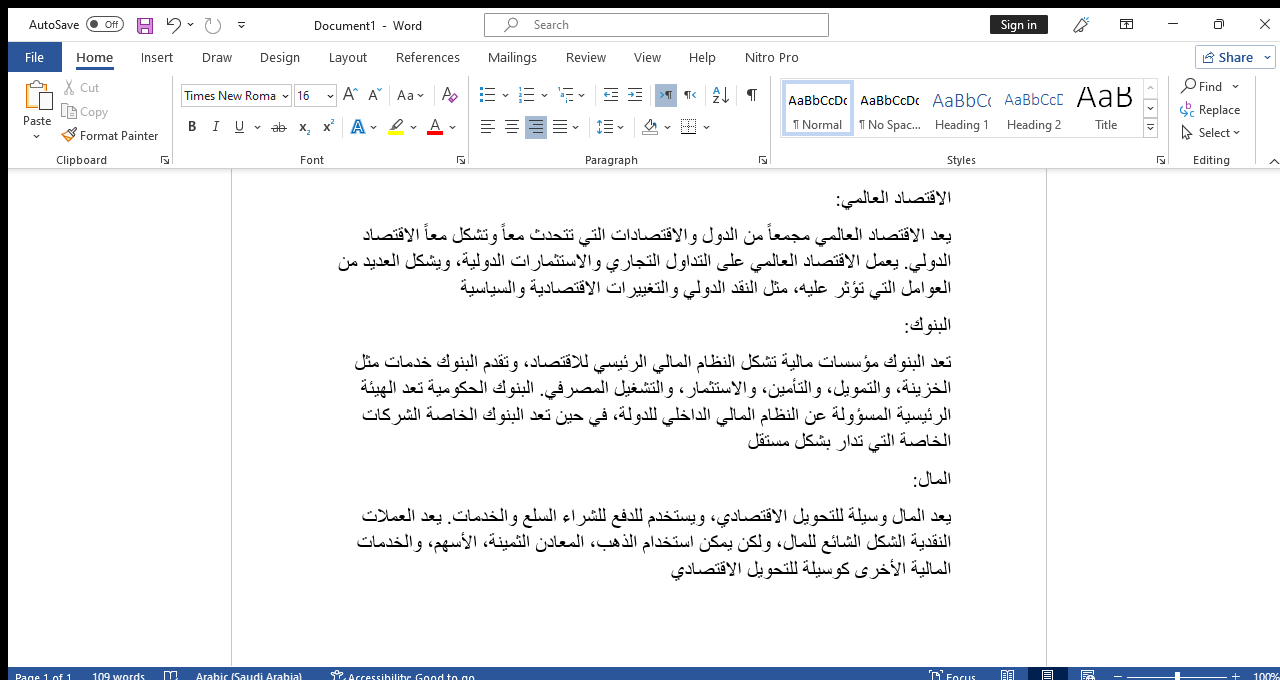 AutoSave Off Document1 - Word Search Sign in
File Home Insert Draw Design Layout References Mailings Review View Help Nitro Pro Share
Paste Cut Copy Format Painter
Clipboard
Times New Roma 16 A A Aa A
B I U ab x₂ x² A A
Font
Paragraph
AaBbCcDc AaBbCcDc AaBbCc AaBbCcD AaB
¶ Normal ¶ No Spac... Heading 1 Heading 2 Title
Styles
Find
Replace
Select
Editing
الاقتصاد العالمي:
يعد الاقتصاد العالمي مجمعاً من الدول والاقتصادات التي تتحدث معاً وتشكل معاً الاقتصاد
الدولي. يعمل الاقتصاد العالمي على التداول التجاري والاستثمارات الدولية، ويشكل العديد من
العوامل التي تؤثر عليه، مثل النقد الدولي والتغييرات الاقتصادية والسياسية
البنوك:
تعد البنوك مؤسسات مالية تشكل النظام المالي الرئيسي للاقتصاد، وتقدم البنوك خدمات مثل
الخزينة، والتمويل، والتأمين، والاستثمار، والتشغيل المصرفي. البنوك الحكومية تعد الهيئة
الرئيسية المسؤولة عن النظام المالي الداخلي للدولة، في حين تعد البنوك الخاصة الشركات
الخاصة التي تدار بشكل مستقل
المال:
يعد المال وسيلة للتحويل الاقتصادي، ويستخدم للدفع للشراء السلع والخدمات. يعد العملات
النقدية الشكل الشائع للمال، ولكن يمكن استخدام الذهب، المعادن الثمينة، الأسهم، والخدمات
المالية الأخرى كوسيلة للتحويل الاقتصادي
Page 1 of 1 109 words Arabic (Saudi Arabia) Accessibility: Good to go Focus 100%